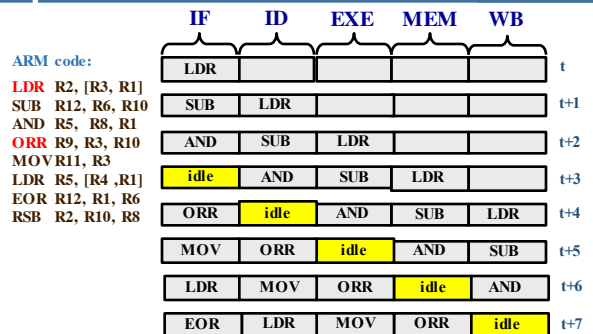 IF ID EXE MEM WB
ARM code:
LDR R2, [R3, R1]
SUB R12, R6, R10
AND R5, R8, R1
ORR R9, R3, R10
MOV R11, R3
LDR R5, [R4 ,R1]
EOR R12, R1, R6
RSB R2, R10, R8
LDR t
SUB LDR t+1
AND SUB LDR t+2
idle AND SUB LDR t+3
ORR idle AND SUB LDR t+4
MOV ORR idle AND SUB t+5
LDR MOV ORR idle AND t+6
EOR LDR MOV ORR idle t+7